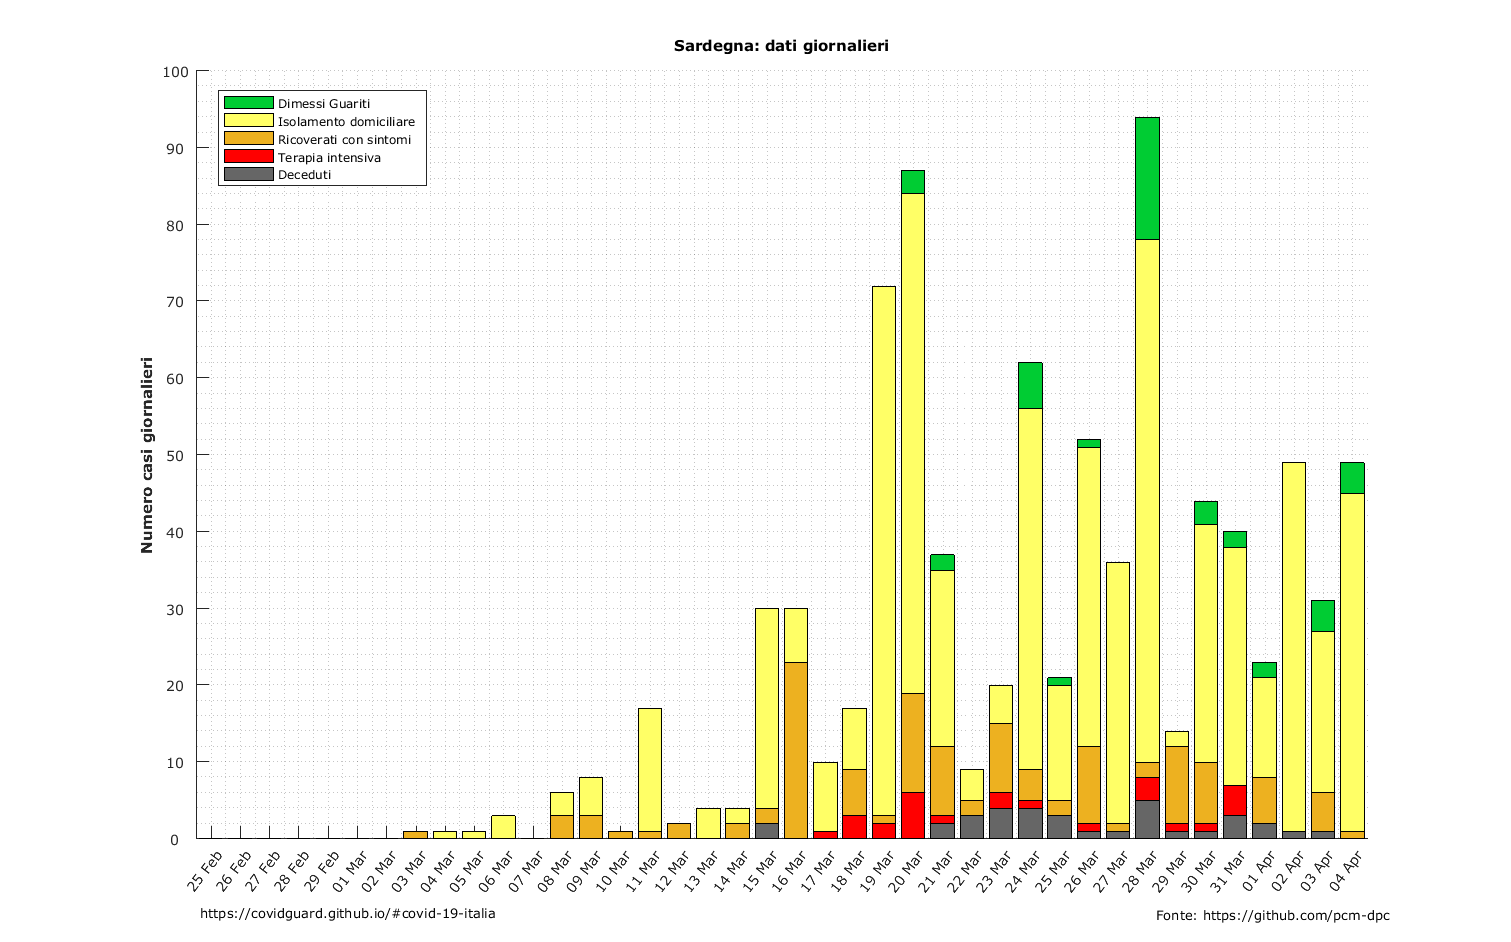 Sardegna: dati giornalieri
Dimessi Guariti
Isolamento domiciliare
Ricoverati con sintomi
Terapia intensiva
Deceduti
Numero casi giornalieri
100
90
80
70
60
50
40
30
20
10
0
25 Feb
26 Feb
27 Feb
28 Feb
29 Feb
01 Mar
02 Mar
03 Mar
04 Mar
05 Mar
06 Mar
07 Mar
08 Mar
09 Mar
10 Mar
11 Mar
12 Mar
13 Mar
14 Mar
15 Mar
16 Mar
17 Mar
18 Mar
19 Mar
20 Mar
21 Mar
22 Mar
23 Mar
24 Mar
25 Mar
26 Mar
27 Mar
28 Mar
29 Mar
30 Mar
31 Mar
01 Apr
02 Apr
03 Apr
04 Apr
https://covidguard.github.io/#covid-19-italia
Fonte: https://github.com/pcm-dpc